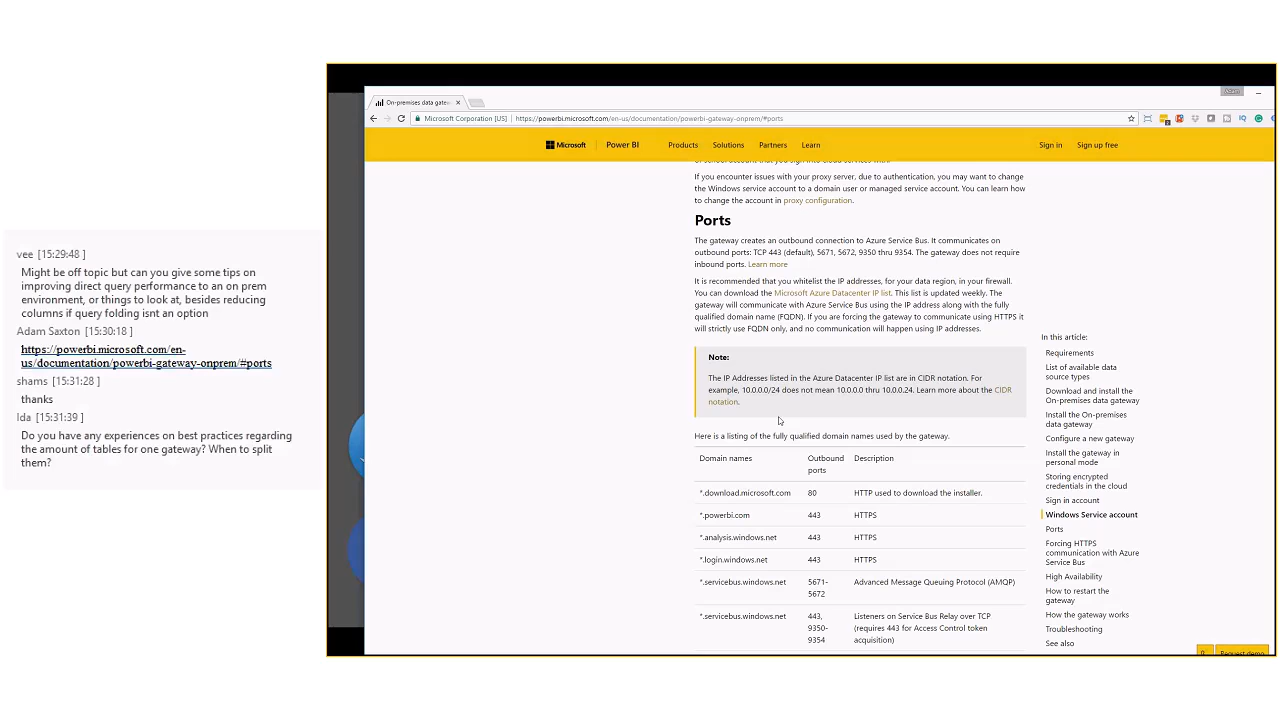 vee [15:29:48 ]
Might be off topic but can you give some tips on
improving direct query performance to an on prem
environment, or things to look at, besides reducing
columns if query folding isnt an option
Adam Saxton [15:30:18 ]
https://powerbi.microsoft.com/en-
us/documentation/powerbi-gateway-onprem/#ports
shams [15:31:28 ]
thanks
Ida [15:31:39 ]
Do you have any experiences on best practices regarding
the amount of tables for one gateway? When to split
them?
On-premises data gatew
Microsoft Corporation [US] https://powerbi.microsoft.com/en-us/documentation/powerbi-gateway-onprem/#ports
Microsoft Power BI Products Solutions Partners Learn Sign in Sign up free
If you encounter issues with your proxy server, due to authentication, you may want to change
the Windows service account to a domain user or managed service account. You can learn how
to change the account in proxy configuration.
Ports
The gateway creates an outbound connection to Azure Service Bus. It communicates on
outbound ports: TCP 443 (default), 5671, 5672, 9350 thru 9354. The gateway does not require
inbound ports. Learn more
It is recommended that you whitelist the IP addresses, for your data region, in your firewall.
You can download the Microsoft Azure Datacenter IP list. This list is updated weekly. The
gateway will communicate with Azure Service Bus using the IP address along with the fully
qualified domain name (FQDN). If you are forcing the gateway to communicate using HTTPS it
will strictly use FQDN only, and no communication will happen using IP addresses.
Note:
The IP Addresses listed in the Azure Datacenter IP list are in CIDR notation. For
example, 10.0.0.0/24 does not mean 10.0.0.0 thru 10.0.0.24. Learn more about the CIDR
notation.
Here is a listing of the fully qualified domain names used by the gateway.
Domain names Outbound ports Description
*.download.microsoft.com 80 HTTP used to download the installer.
*.powerbi.com 443 HTTPS
*.analysis.windows.net 443 HTTPS
*.login.windows.net 443 HTTPS
*.servicebus.windows.net 5671-
5672 Advanced Message Queuing Protocol (AMQP)
*.servicebus.windows.net 443, Listeners on Service Bus Relay over TCP
9350- (requires 443 for Access Control token
9354 acquisition)
In this article:
Requirements
List of available data
source types
Download and install the
On-premises data gateway
Install the On-premises
data gateway
Configure a new gateway
Install the gateway in
personal mode
Storing encrypted
credentials in the cloud
Sign in account
Windows Service account
Ports
Forcing HTTPS
communication with Azure
Service Bus
High Availability
How to restart the
gateway
How the gateway works
Troubleshooting
See also
Request demo